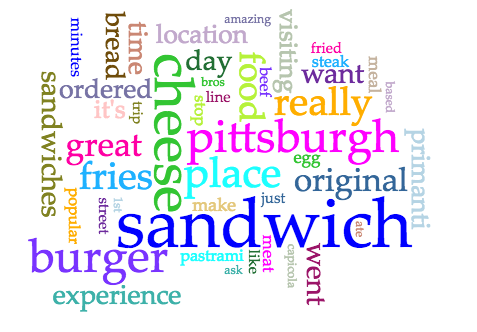 amazing
minutes
bread
time
location
visiting
fried
steak
day
want
meal
cheese
food
beef
bros
ordered
sandwiches
it's
trip
stop
line
really
based
great
pittsburgh
primanti
egg
fries
place
original
popular
street
1st
make
just
sandwich
ate
burger
pastrami
ask
like
meat
capicola
went
experience